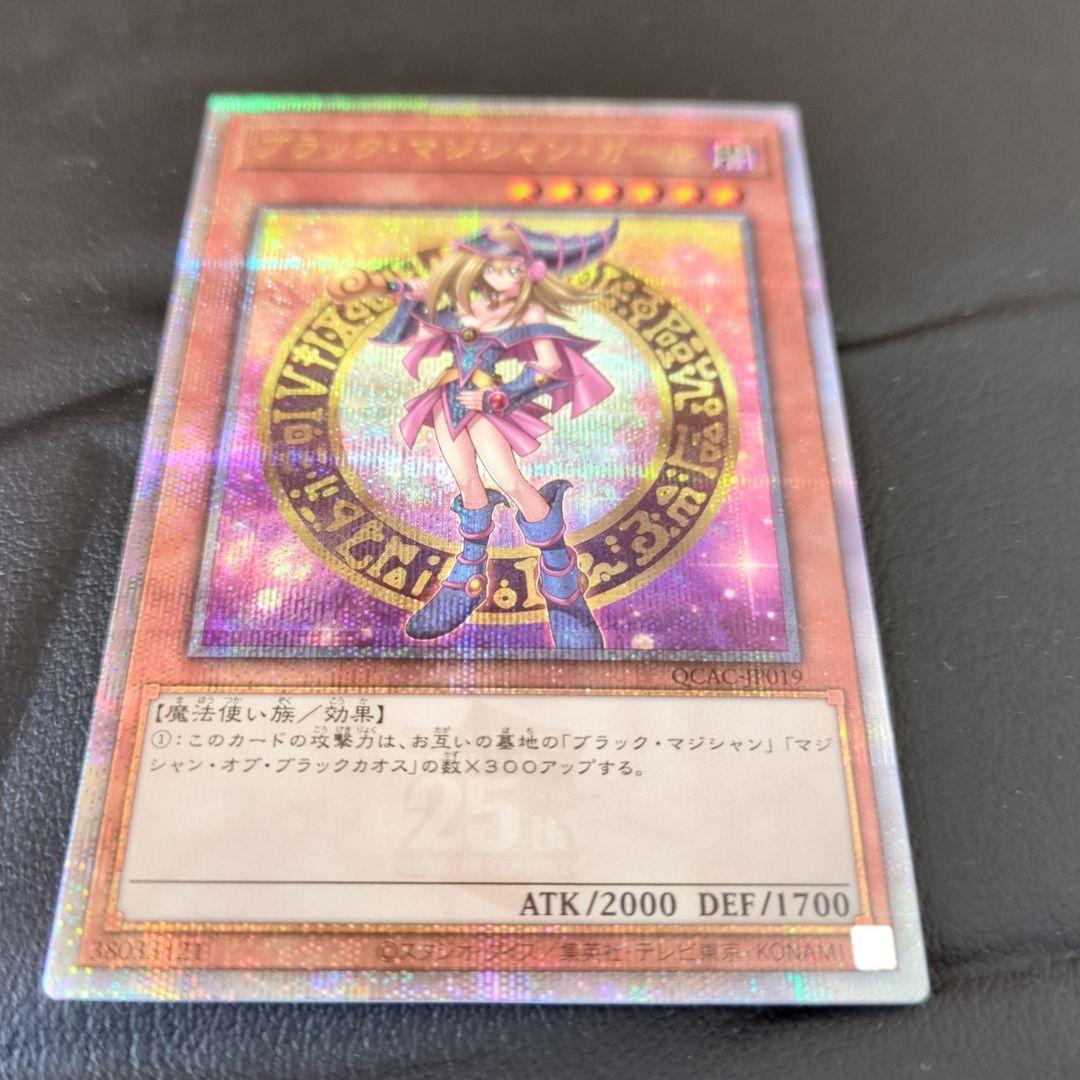 ブラック・マジシャン・ガール
闇
QCAC-JP019
【魔法使い族／効果】
①：このカードの攻撃力は、お互いの墓地の「ブラック・マジシャン」「マジ
シャン・オブ・ブラックカオス」の数×３００アップする。
25th
QUARTER CENTURY
ATK/2000 DEF/1700
38033121
©スタジオ・ダイス／集英社・テレビ東京・KONAMI